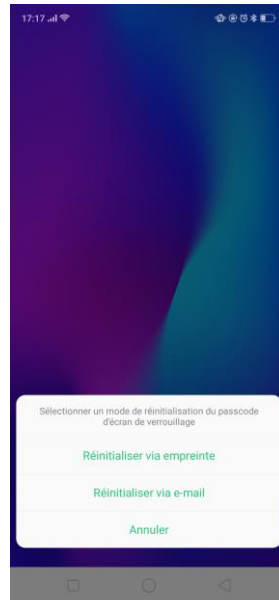 17:17
Sélectionner un mode de réinitialisation du passcode
d'écran de verrouillage
Réinitialiser via empreinte
Réinitialiser via e-mail
Annuler